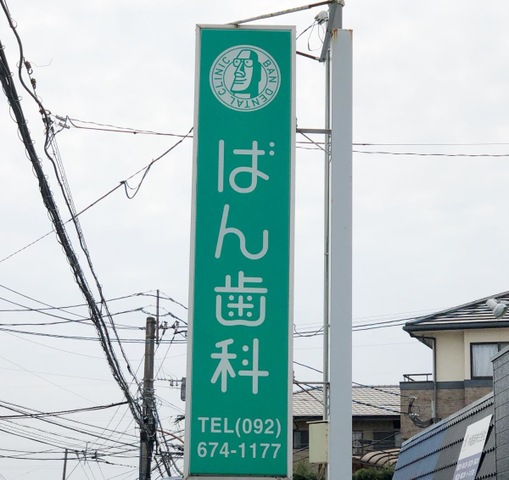 BAN DENTAL CLINIC
ばん歯科
TEL(092)
674-1177